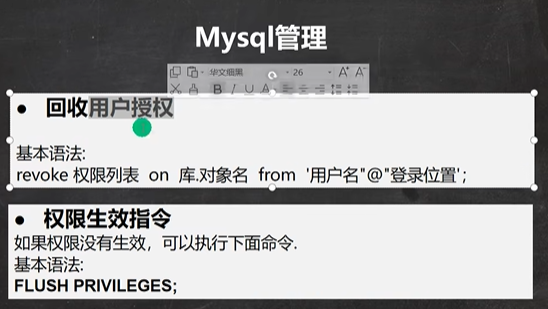 Mysql管理
华文细黑 26
B I U A
● 回收用户授权
基本语法:
revoke 权限列表 on 库.对象名 from '用户名"@"登录位置';
● 权限生效指令
如果权限没有生效，可以执行下面命令.
基本语法:
FLUSH PRIVILEGES;